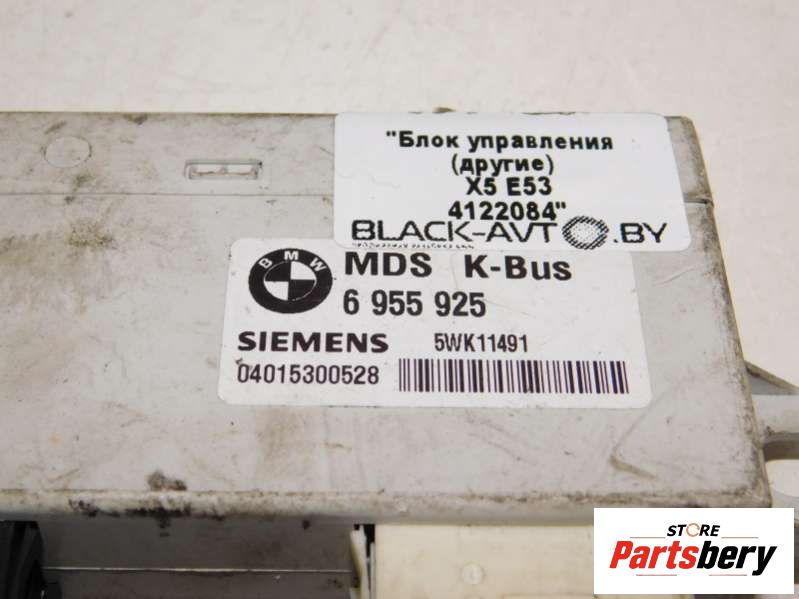 "Блок управления
(другие)
X5 E53
4122084"
BLACK-AVTO.BY
BMW
MDS K-Bus
6 955 925
SIEMENS 5WK11491
04015300528
STORE
Partsbery